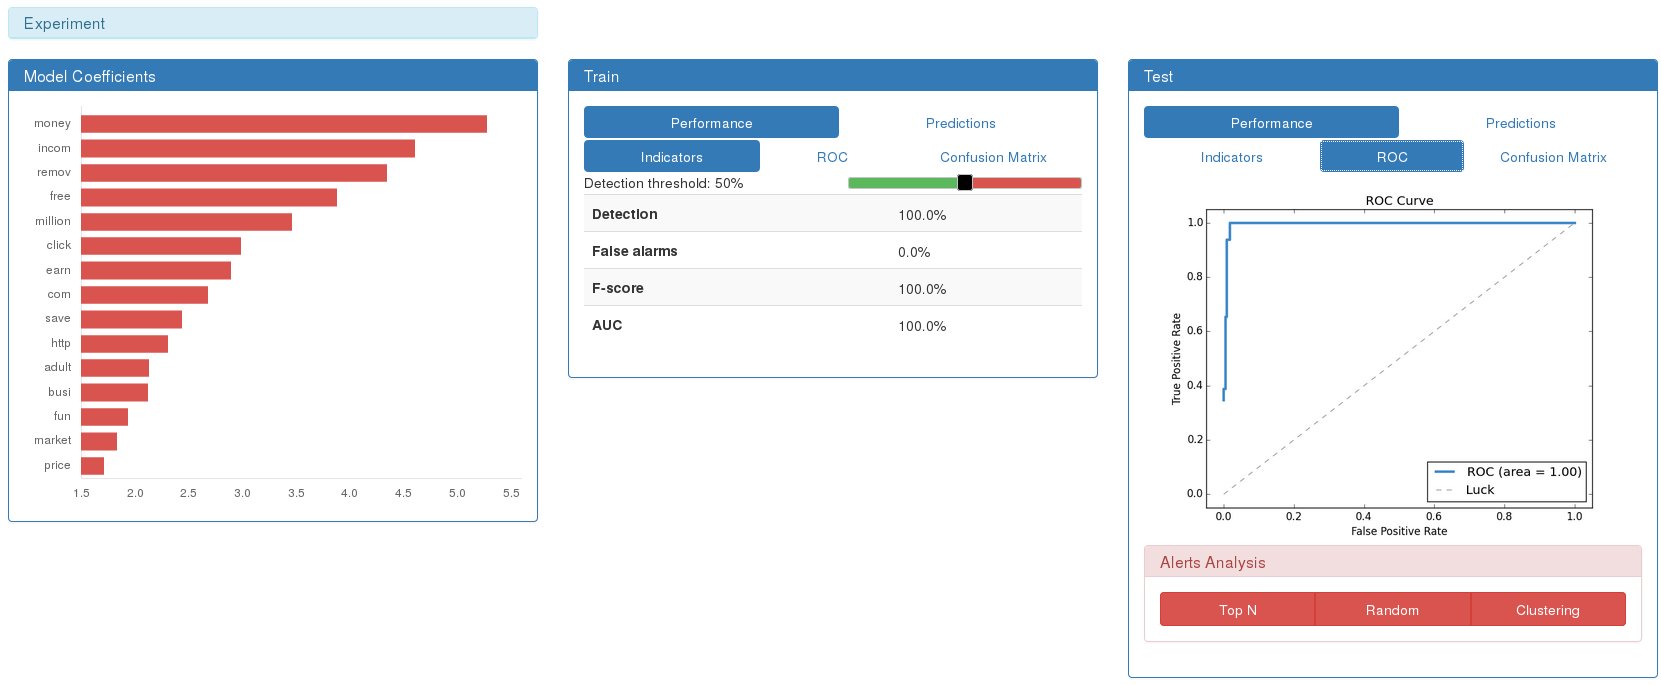 Experiment
Model Coefficients
money
incom
remov
free
million
click
earn
com
save
http
adult
busi
fun
market
price
1.5 2.0 2.5 3.0 3.5 4.0 4.5 5.0 5.5
Train
Performance Predictions
Indicators ROC Confusion Matrix
Detection threshold: 50%
Detection 100.0%
False alarms 0.0%
F-score 100.0%
AUC 100.0%
Test
Performance Predictions
Indicators ROC Confusion Matrix
ROC Curve
1.0
0.8
0.6
0.4
0.2
0.0
True Positive Rate
ROC (area = 1.00)
Luck
0.0 0.2 0.4 0.6 0.8 1.0
False Positive Rate
Alerts Analysis
Top N Random Clustering